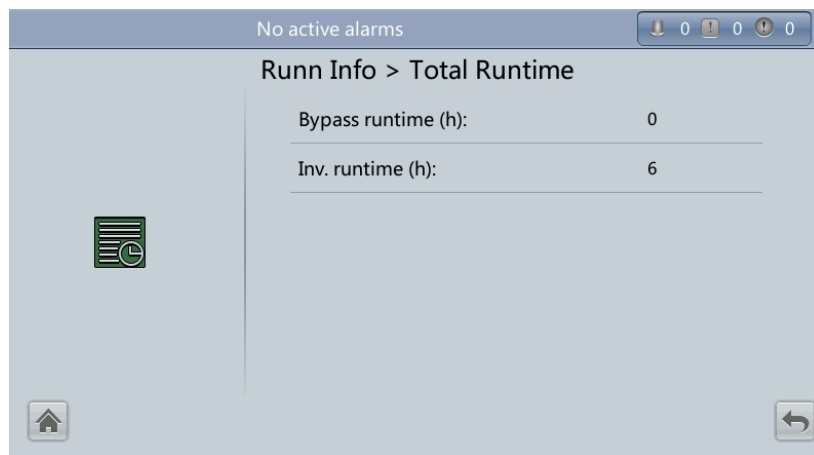 No active alarms
0 0 0
Runn Info > Total Runtime
Bypass runtime (h): 0
Inv. runtime (h): 6